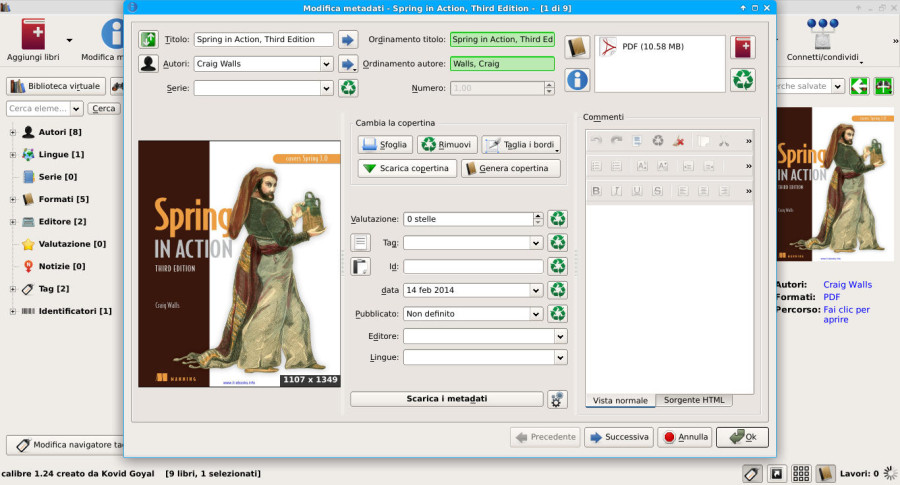 Modifica metadati - Spring in Action, Third Edition - [1 di 9]
Aggiungi libri
Modifica m
Connetti/condividi
»
Biblioteca virtuale
rche salvate
Cerca eleme...
Cerca
Autori [8]
Lingue [1]
Serie [0]
Formati [5]
Editore [2]
Valutazione [0]
Notizie [0]
Tag [2]
Identificatori [1]
Modifica navigatore ta
Titolo:
Spring in Action, Third Edition
Ordinamento titolo:
Spring in Action, Third Ed
Autori:
Craig Walls
Ordinamento autore:
Walls, Craig
Serie:
Numero:
1.00
PDF (10.58 MB)
covers Spring 3.0
Spring
IN ACTION
THIRD EDITION
Craig Walls
MANNING
www.it-ebooks.info
1107 x 1349
Cambia la copertina
Sfoglia
Rimuovi
Taglia i bordi
Scarica copertina
Genera copertina
Valutazione:
0 stelle
Tag:
Id:
data
14 feb 2014
Pubblicato:
Non definito
Editore:
Lingue:
Scarica i metadati
Commenti
»
»
B I U S
»
Vista normale
Sorgente HTML
Precedente
Successiva
Annulla
Ok
Autori:
Craig Walls
Formati:
PDF
Percorso:
Fai clic per
aprire
calibre 1.24 creato da Kovid Goyal [9 libri, 1 selezionati]
Lavori: 0